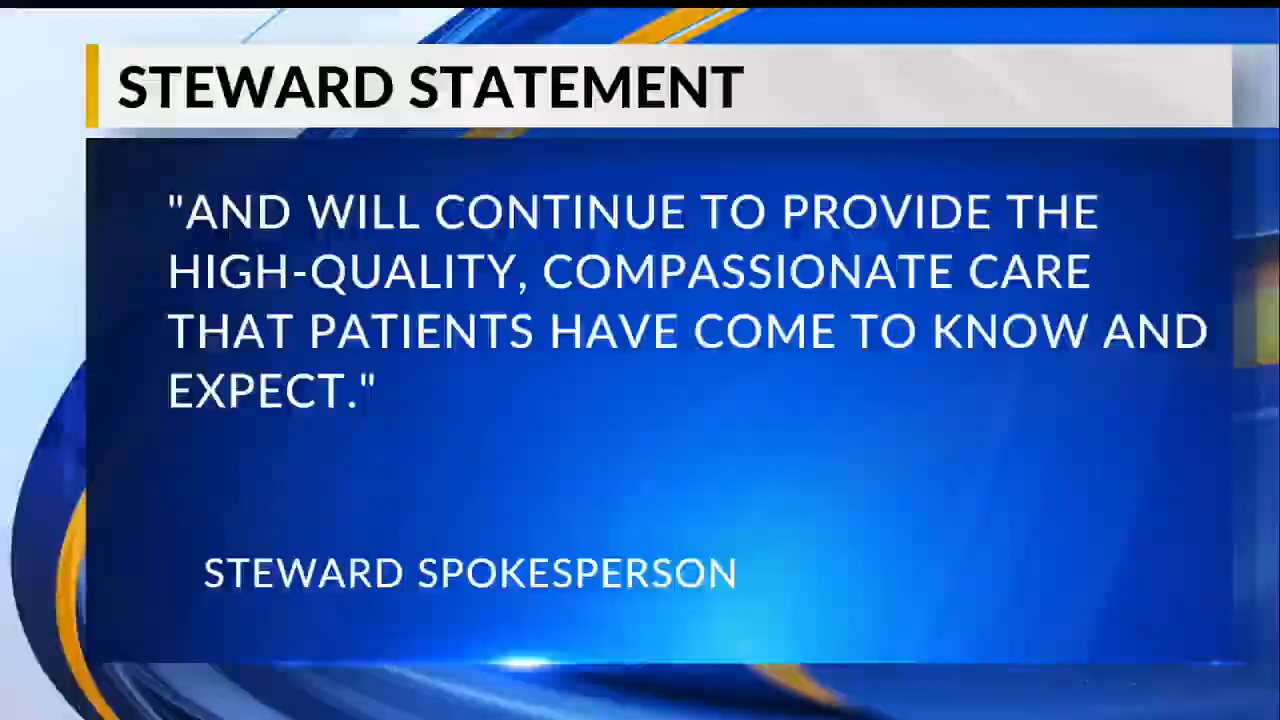 STEWARD STATEMENT
"AND WILL CONTINUE TO PROVIDE THE
HIGH-QUALITY, COMPASSIONATE CARE
THAT PATIENTS HAVE COME TO KNOW AND
EXPECT."
STEWARD SPOKESPERSON